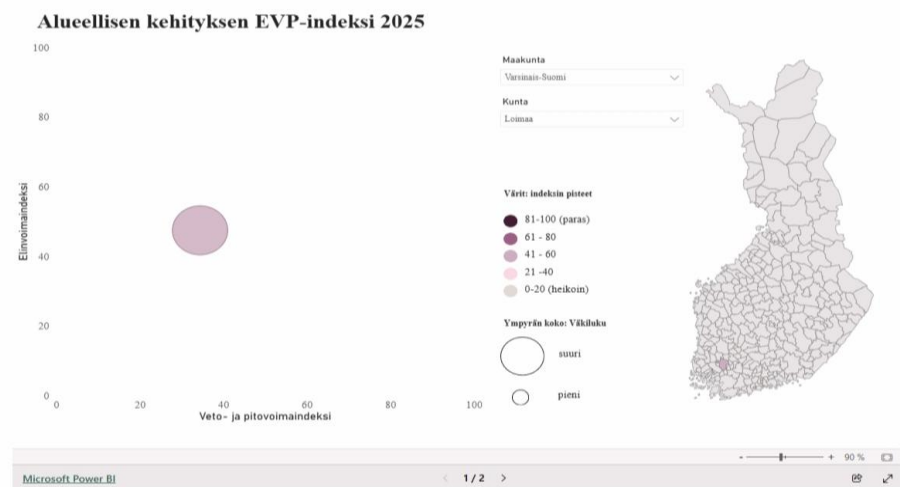 Alueellisen kehityksen EVP-indeksi 2025
100
80
60
40
20
0
Elinvoimaindeksi
0 20 40 60 80 100
Veto- ja pitovoimaindeksi
Maakunta
Varsinais-Suomi
Kunta
Loimaa
Värit: indeksin pisteet
81-100 (paras)
61 - 80
41 - 60
21 -40
0-20 (heikoin)
Ympyrän koko: Väkiluku
suuri
pieni
- + 90 %
Microsoft Power BI
< 1 / 2 >